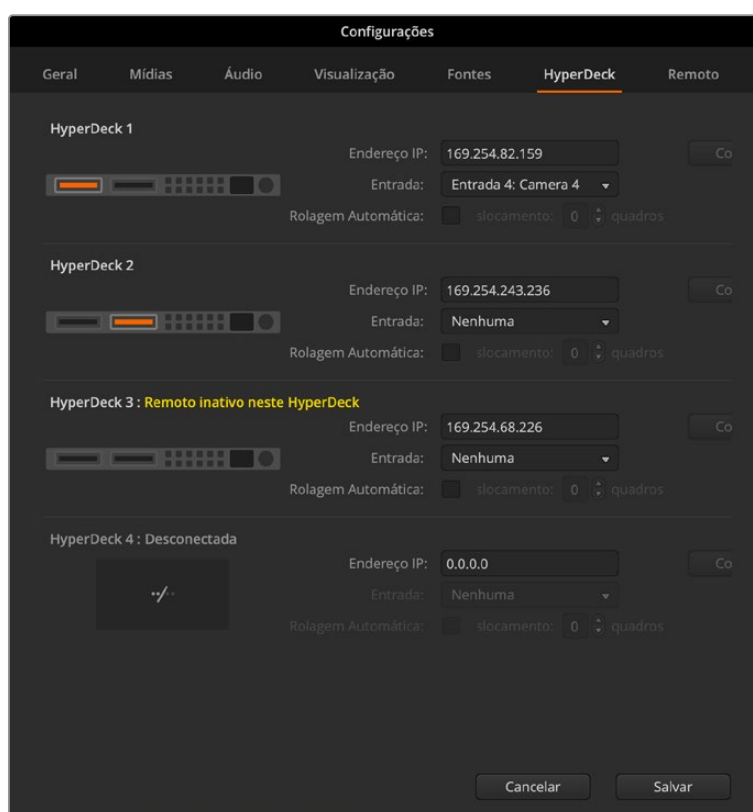 Configurações
Geral Mídias Áudio Visualização Fontes HyperDeck Remoto
HyperDeck 1
Endereço IP: 169.254.82.159 Co
Entrada: Entrada 4: Camera 4
Rolagem Automática: slocamento: 0 quadros
HyperDeck 2
Endereço IP: 169.254.243.236 Co
Entrada: Nenhuma
Rolagem Automática: slocamento: 0 quadros
HyperDeck 3 : Remoto inativo neste HyperDeck
Endereço IP: 169.254.68.226 Co
Entrada: Nenhuma
Rolagem Automática: slocamento: 0 quadros
HyperDeck 4 : Desconectada
Endereço IP: 0.0.0.0 Co
Entrada: Nenhuma
Rolagem Automática: slocamento: 0 quadros
Cancelar Salvar